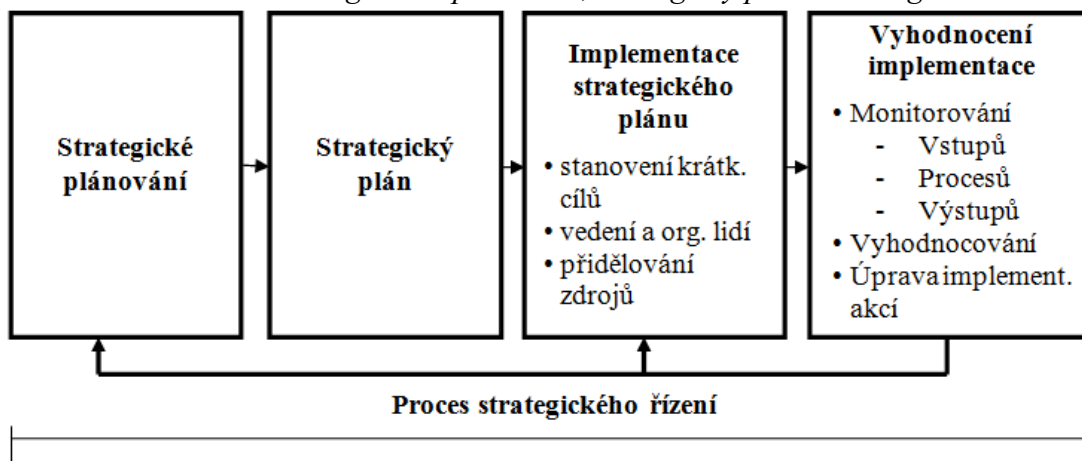 Strategické
plánování
Strategický
plán
Implementace
strategického
plánu
• stanovení krátk.
cílů
• vedení a org. lidí
• přidělování
zdrojů
Vyhodnocení
implementace
• Monitorování
- Vstupů
- Procesů
- Výstupů
• Vyhodnocování
• Úprava implement.
akcí
Proces strategického řízení